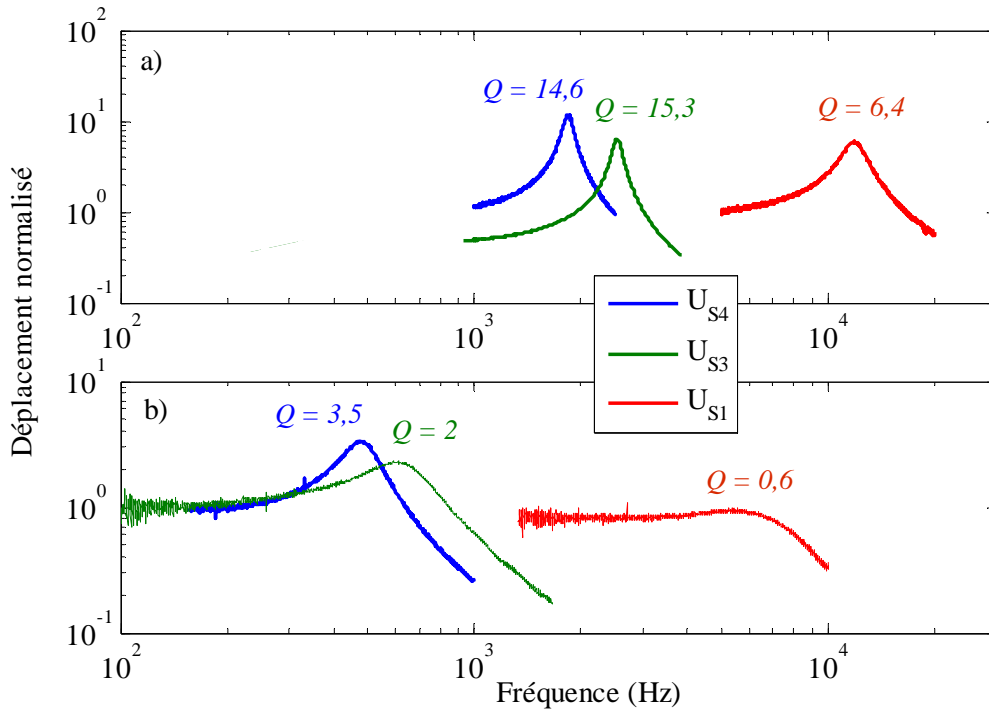 Déplacement normalisé
10^2
10^1
10^0
10^-1
a)
Q = 14,6
Q = 15,3
Q = 6,4
10^2
10^3
10^4
U_S4
U_S3
U_S1
10^1
10^0
10^-1
b)
Q = 3,5
Q = 2
Q = 0,6
10^2
10^3
10^4
Fréquence (Hz)